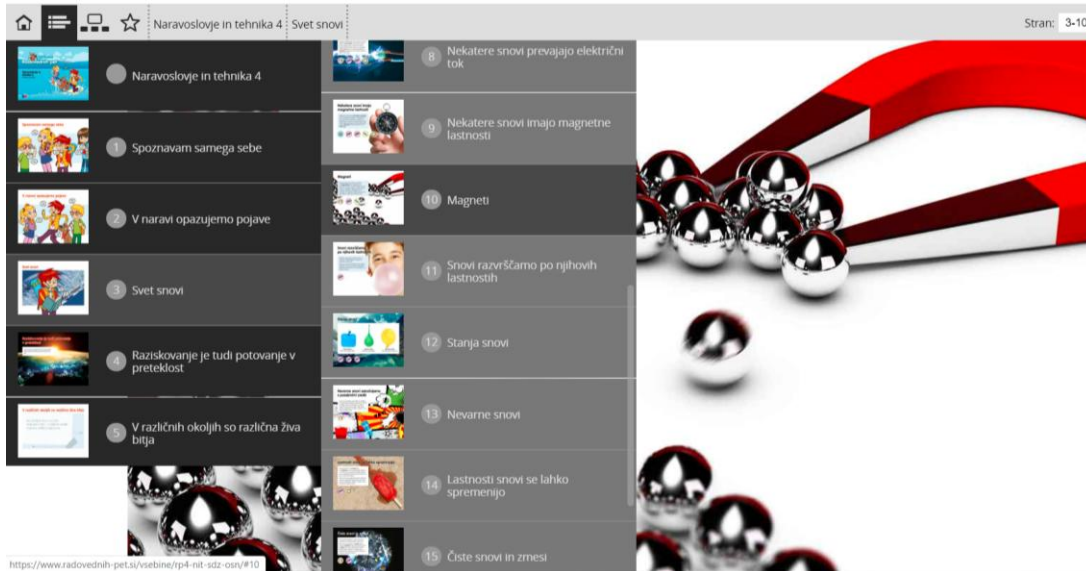 Naravoslovje in tehnika 4
Svet snovi
Stran:
3-10
Naravoslovje in tehnika 4
1
Spoznavam samega sebe
2
V naravi opazujemo pojave
3
Svet snovi
4
Raziskovanje je tudi potovanje v
preteklost
5
V različnih okoljih so različna živa
bitja
8
Nekatere snovi prevajajo električni
tok
9
Nekatere snovi imajo magnetne
lastnosti
10
Magneti
11
Snovi razvrščamo po njihovih
lastnostih
12
Stanja snovi
13
Nevarne snovi
14
Lastnosti snovi se lahko
spremenijo
15
Čiste snovi in zmesi
https://www.radovednih-pet.si/vsebine/rp4-nit-sdz-osn/#10